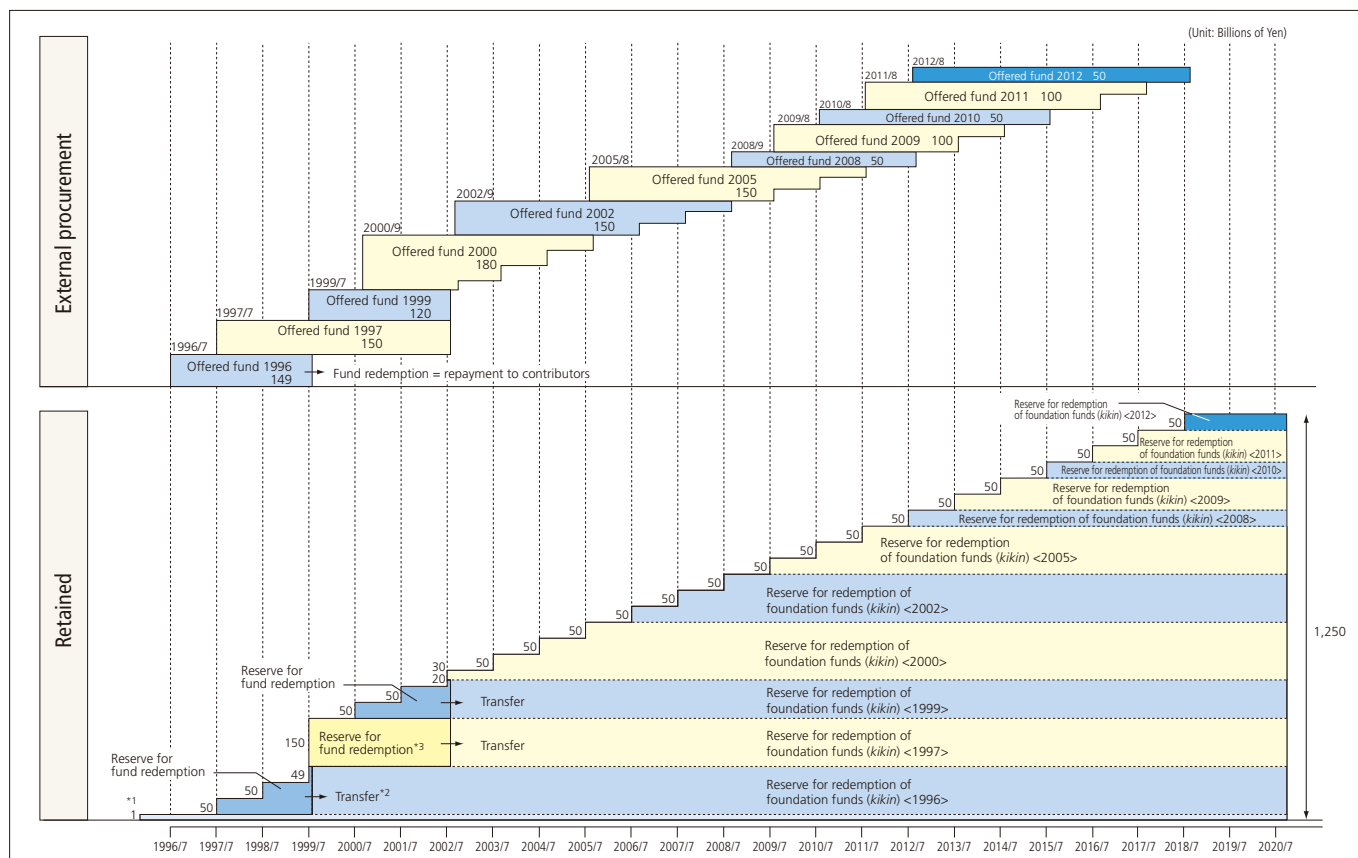 (Unit: Billions of Yen)
External procurement
2012/8
Offered fund 2012 50
2011/8
Offered fund 2011 100
2010/8
Offered fund 2010 50
2009/8
Offered fund 2009 100
2008/9
Offered fund 2008 50
2005/8
Offered fund 2005
150
2002/9
Offered fund 2002
150
2000/9
Offered fund 2000
180
1999/7
Offered fund 1999
120
1997/7
Offered fund 1997
150
1996/7
Offered fund 1996
149
Fund redemption = repayment to contributors
Retained
Reserve for redemption
of foundation funds (kikin) <2012>
50
50
Reserve for redemption
of foundation funds (kikin) <2011>
50
Reserve for redemption of foundation funds (kikin) <2010>
50
50
Reserve for redemption
of foundation funds (kikin) <2009>
50
Reserve for redemption of foundation funds (kikin) <2008>
50
50
50
Reserve for redemption
of foundation funds (kikin) <2005>
50
50
50
Reserve for redemption of
foundation funds (kikin) <2002>
50
50
50
30
Reserve for redemption of
foundation funds (kikin) <2000>
1,250
Reserve for
fund redemption
20
50
50
Transfer
Reserve for redemption of
foundation funds (kikin) <1999>
150
Reserve for
fund redemption*3
Transfer
Reserve for redemption of
foundation funds (kikin) <1997>
Reserve for
fund redemption
49
50
50
Transfer*2
Reserve for redemption of
foundation funds (kikin) <1996>
*1
1
1996/7 1997/7 1998/7 1999/7 2000/7 2001/7 2002/7 2003/7 2004/7 2005/7 2006/7 2007/7 2008/7 2009/7 2010/7 2011/7 2012/7 2013/7 2014/7 2015/7 2016/7 2017/7 2018/7 2019/7 2020/7